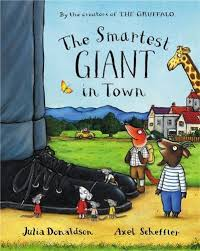 By the creators of THE GRUFFALO.
The Smartest
GIANT
in Town
Julia Donaldson Axel Scheffler